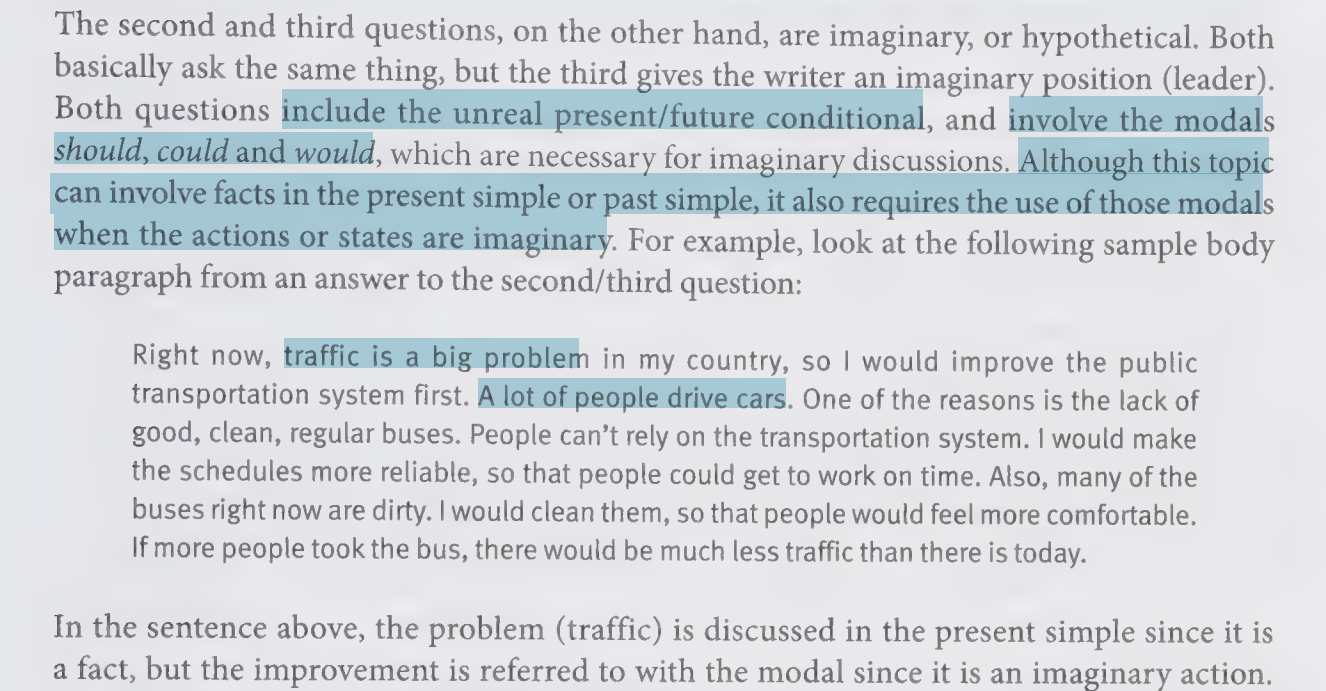 The second and third questions, on the other hand, are imaginary, or hypothetical. Both
basically ask the same thing, but the third gives the writer an imaginary position (leader).
Both questions include the unreal present/future conditional, and involve the modals
should, could and would, which are necessary for imaginary discussions. Although this topic
can involve facts in the present simple or past simple, it also requires the use of those modals
when the actions or states are imaginary. For example, look at the following sample body
paragraph from an answer to the second/third question:
Right now, traffic is a big problem in my country, so I would improve the public
transportation system first. A lot of people drive cars. One of the reasons is the lack of
good, clean, regular buses. People can't rely on the transportation system. I would make
the schedules more reliable, so that people could get to work on time. Also, many of the
buses right now are dirty. I would clean them, so that people would feel more comfortable.
If more people took the bus, there would be much less traffic than there is today.
In the sentence above, the problem (traffic) is discussed in the present simple since it is
a fact, but the improvement is referred to with the modal since it is an imaginary action.